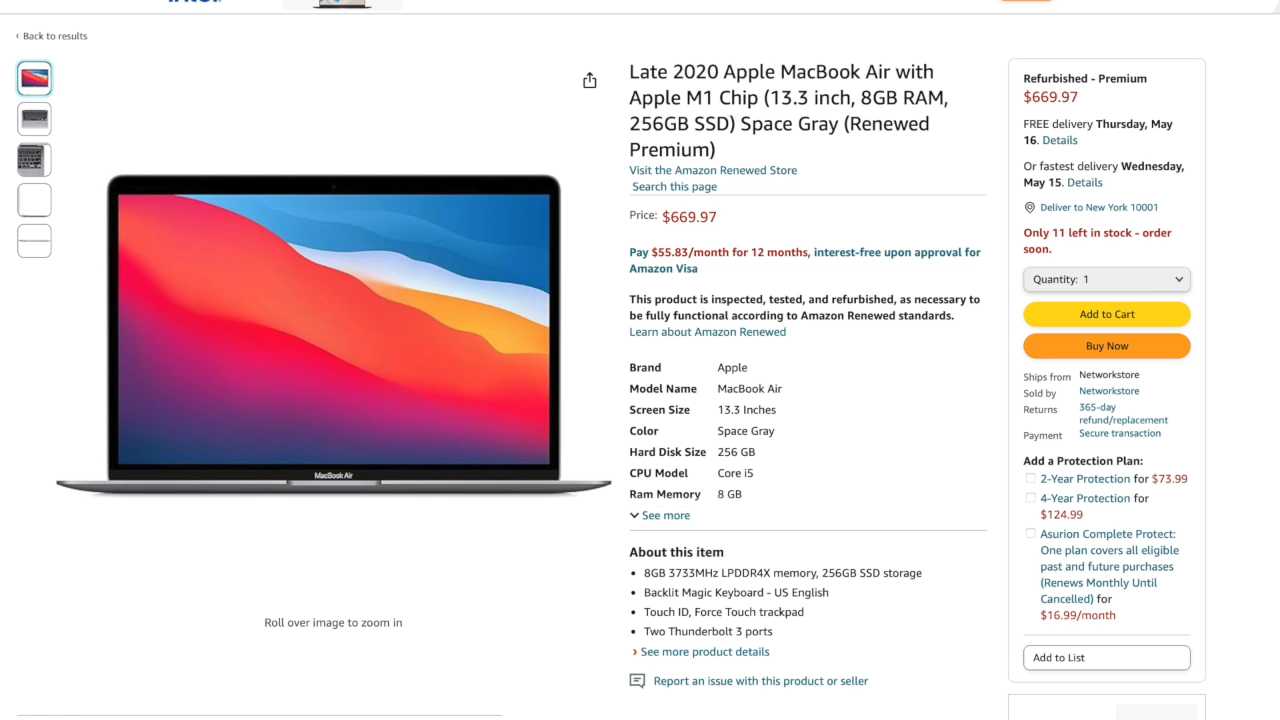 ‹ Back to results
MacBook Air
Roll over image to zoom in
Late 2020 Apple MacBook Air with
Apple M1 Chip (13.3 inch, 8GB RAM,
256GB SSD) Space Gray (Renewed
Premium)
Visit the Amazon Renewed Store
Search this page
Price: $669.97
Pay $55.83/month for 12 months, interest-free upon approval for
Amazon Visa
This product is inspected, tested, and refurbished, as necessary to
be fully functional according to Amazon Renewed standards.
Learn about Amazon Renewed
Brand Apple
Model Name MacBook Air
Screen Size 13.3 Inches
Color Space Gray
Hard Disk Size 256 GB
CPU Model Core i5
Ram Memory 8 GB
See more
About this item
• 8GB 3733MHz LPDDR4X memory, 256GB SSD storage
• Backlit Magic Keyboard - US English
• Touch ID, Force Touch trackpad
• Two Thunderbolt 3 ports
› See more product details
Report an issue with this product or seller
Refurbished - Premium
$669.97
FREE delivery Thursday, May
16. Details
Or fastest delivery Wednesday,
May 15. Details
Deliver to New York 10001
Only 11 left in stock - order
soon.
Quantity: 1
Add to Cart
Buy Now
Ships from Networkstore
Sold by Networkstore
Returns 365-day
refund/replacement
Payment Secure transaction
Add a Protection Plan:
2-Year Protection for $73.99
4-Year Protection for
$124.99
Asurion Complete Protect:
One plan covers all eligible
past and future purchases
(Renews Monthly Until
Cancelled) for
$16.99/month
Add to List